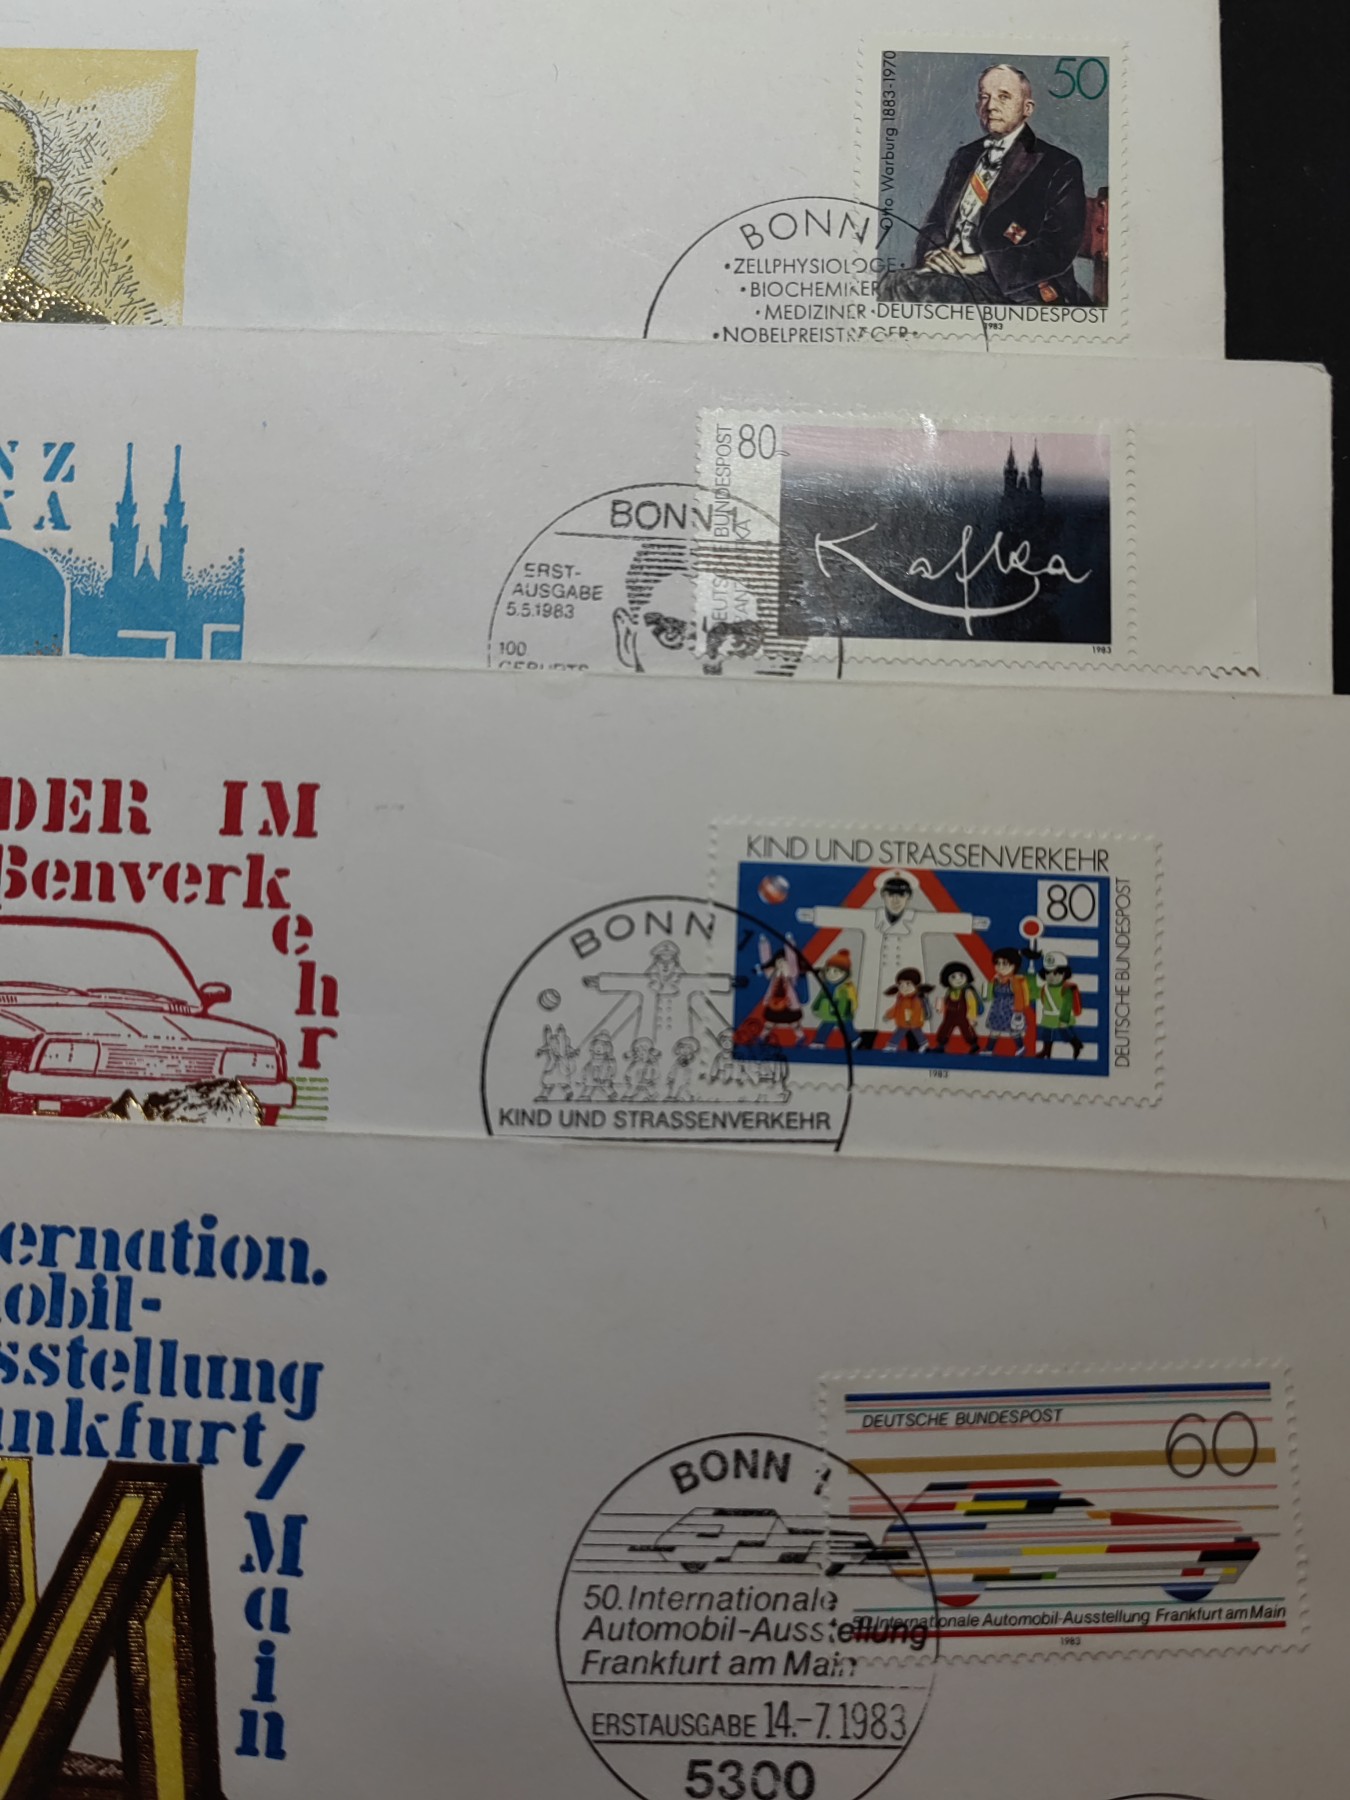 50
Otto Warburg 1883-1970
DEUTSCHE BUNDESPOST
1983
BONN 1
•ZELLPHYSIOLOGE•
•BIOCHEMIKER
•MEDIZINER•
•NOBELPREISTRÄGER•
NZ
KA
80
DEUTSCHE BUNDESPOST
Kafka
1983
BONN 1
ERST-
AUSGABE
5.5.1983
100
GEBURTS
DER IM
ßenverkehr
KIND UND STRASSENVERKEHR
80
DEUTSCHE BUNDESPOST
1983
BONN 1
KIND UND STRASSENVERKEHR
ernation.
obil-
sstellung
ankfurt/Main
DEUTSCHE BUNDESPOST
60
50. Internationale Automobil-Ausstellung Frankfurt am Main
1983
BONN 1
50. Internationale
Automobil-Ausstellung
Frankfurt am Main
ERSTAUSGABE 14.-7.1983
5300